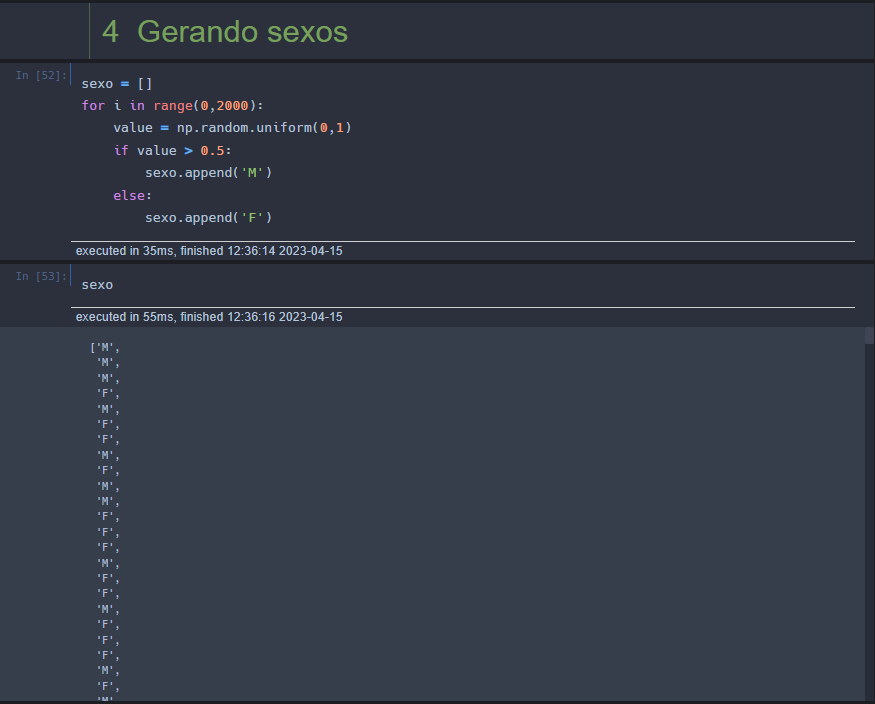 4 Gerando sexos
In [52]:
sexo = []
for i in range(0,2000):
    value = np.random.uniform(0,1)
    if value > 0.5:
        sexo.append('M')
    else:
        sexo.append('F')
executed in 35ms, finished 12:36:14 2023-04-15
In [53]:
sexo
executed in 55ms, finished 12:36:16 2023-04-15
['M',
'M',
'M',
'F',
'M',
'F',
'F',
'M',
'F',
'M',
'M',
'F',
'F',
'F',
'M',
'F',
'F',
'M',
'F',
'F',
'F',
'M',
'F',
'M',